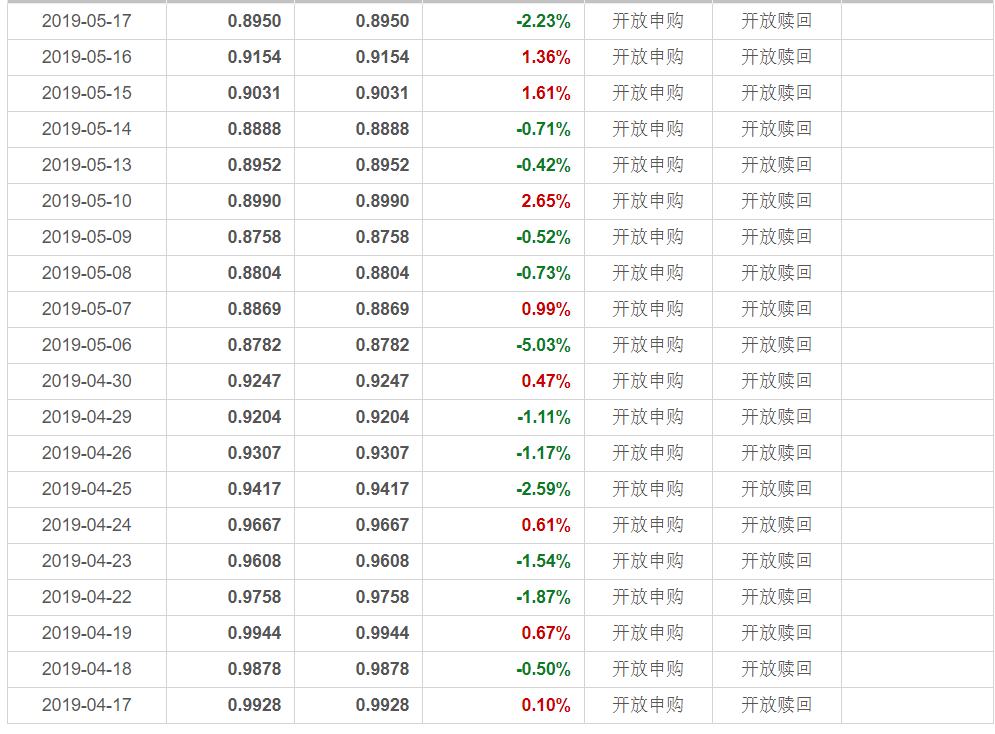 2019-05-17 0.8950 0.8950 -2.23% 开放申购 开放赎回
2019-05-16 0.9154 0.9154 1.36% 开放申购 开放赎回
2019-05-15 0.9031 0.9031 1.61% 开放申购 开放赎回
2019-05-14 0.8888 0.8888 -0.71% 开放申购 开放赎回
2019-05-13 0.8952 0.8952 -0.42% 开放申购 开放赎回
2019-05-10 0.8990 0.8990 2.65% 开放申购 开放赎回
2019-05-09 0.8758 0.8758 -0.52% 开放申购 开放赎回
2019-05-08 0.8804 0.8804 -0.73% 开放申购 开放赎回
2019-05-07 0.8869 0.8869 0.99% 开放申购 开放赎回
2019-05-06 0.8782 0.8782 -5.03% 开放申购 开放赎回
2019-04-30 0.9247 0.9247 0.47% 开放申购 开放赎回
2019-04-29 0.9204 0.9204 -1.11% 开放申购 开放赎回
2019-04-26 0.9307 0.9307 -1.17% 开放申购 开放赎回
2019-04-25 0.9417 0.9417 -2.59% 开放申购 开放赎回
2019-04-24 0.9667 0.9667 0.61% 开放申购 开放赎回
2019-04-23 0.9608 0.9608 -1.54% 开放申购 开放赎回
2019-04-22 0.9758 0.9758 -1.87% 开放申购 开放赎回
2019-04-19 0.9944 0.9944 0.67% 开放申购 开放赎回
2019-04-18 0.9878 0.9878 -0.50% 开放申购 开放赎回
2019-04-17 0.9928 0.9928 0.10% 开放申购 开放赎回